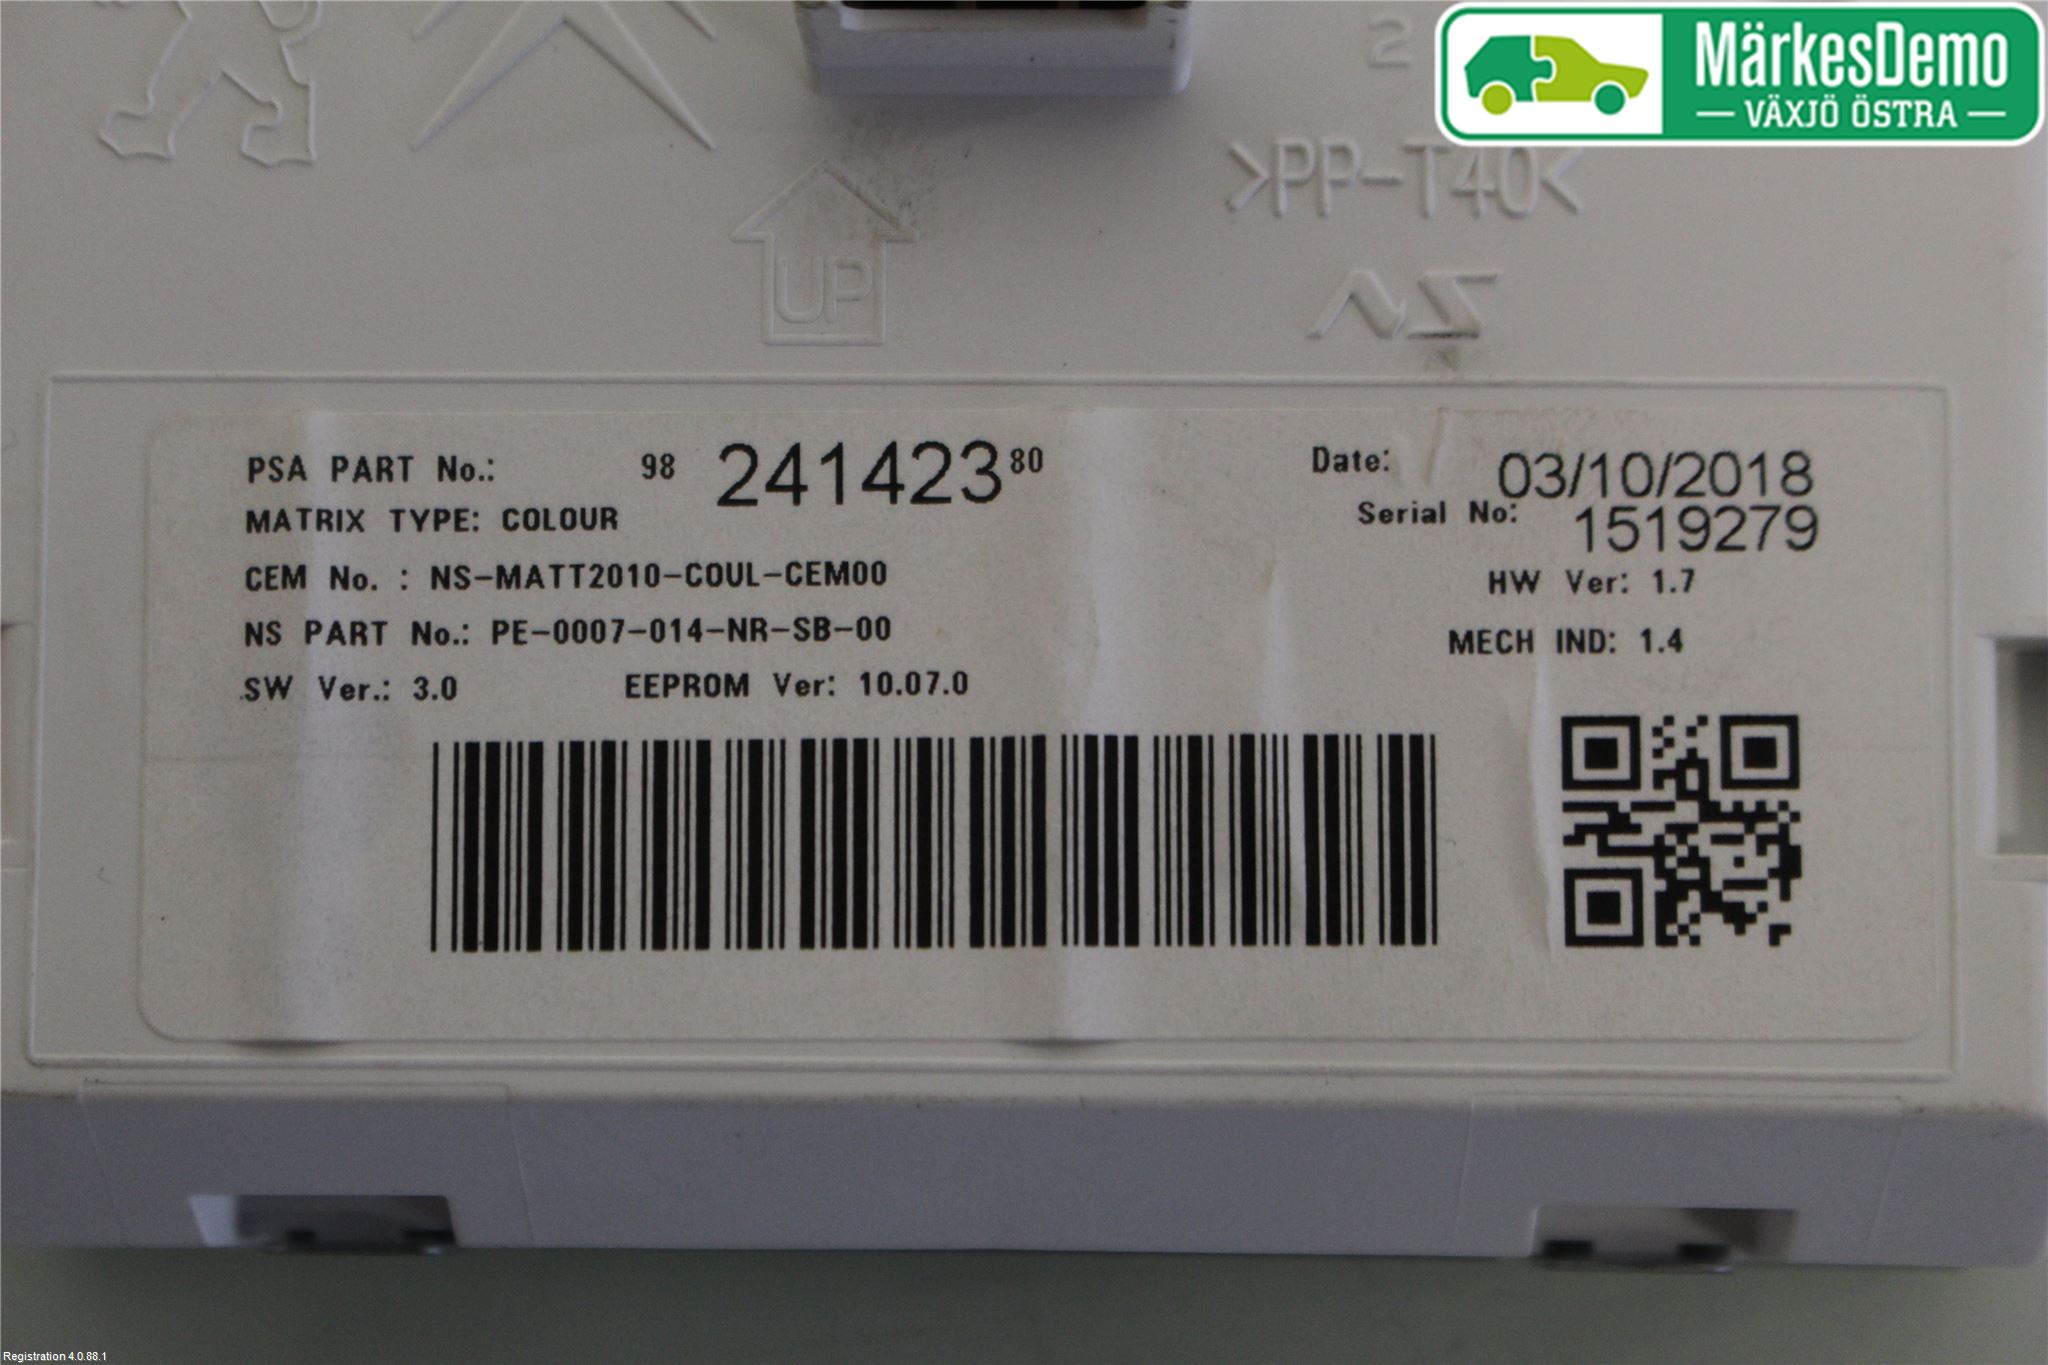 2
MärkesDemo
VÄXJÖ ÖSTRA
>PP-T40<
UP
NS
PSA PART No.: 98 241423 80
Date: 03/10/2018
MATRIX TYPE: COLOUR
Serial No: 1519279
CEM No. : NS-MATT2010-COUL-CEM00
HW Ver: 1.7
NS PART No.: PE-0007-014-NR-SB-00
MECH IND: 1.4
SW Ver.: 3.0 EEPROM Ver: 10.07.0
Registration 4.0.88.1